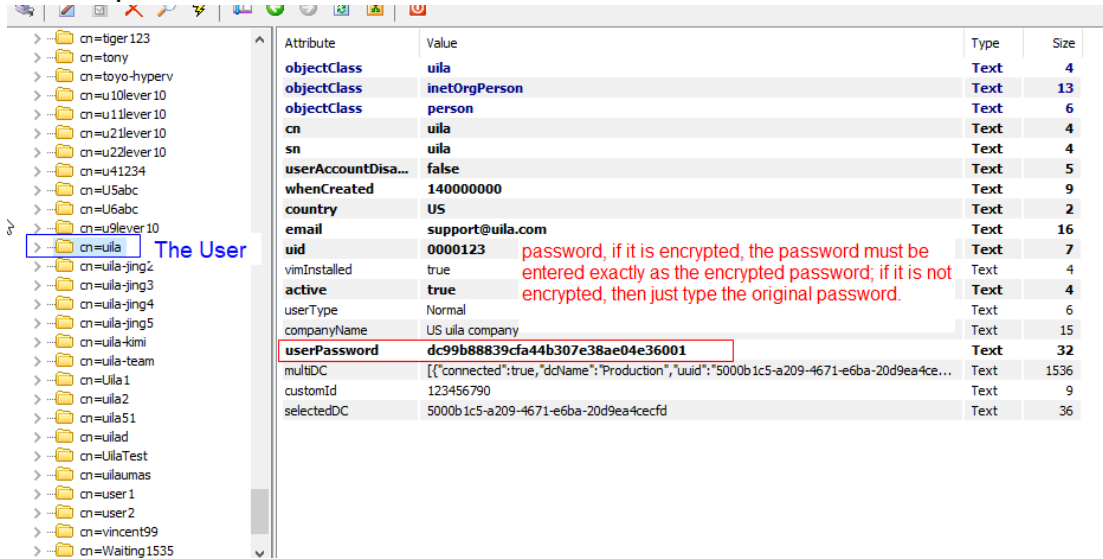 cn=tiger123
cn=tony
cn=toyo-hyperv
cn=u10lever10
cn=u11lever10
cn=u21lever10
cn=u22lever10
cn=u41234
cn=U5abc
cn=U6abc
cn=u9lever10
cn=uila The User
cn=uila-jing2
cn=uila-jing3
cn=uila-jing4
cn=uila-jing5
cn=uila-kimi
cn=uila-team
cn=Uila1
cn=uila2
cn=uila51
cn=uilad
cn=UilaTest
cn=uilaumas
cn=user1
cn=user2
cn=vincent99
cn=Waiting1535
Attribute Value Type Size
objectClass uila Text 4
objectClass inetOrgPerson Text 13
objectClass person Text 6
cn uila Text 4
sn uila Text 4
userAccountDisa... false Text 5
whenCreated 140000000 Text 9
country US Text 2
email support@uila.com Text 16
uid 0000123 Text 7
vimInstalled true Text 4
active true Text 4
userType Normal Text 6
companyName US uila company Text 15
userPassword dc99b88839cfa44b307e38ae04e36001 Text 32
multiDC [{"connected":true,"dcName":"Production","uuid":"5000b1c5-a209-4671-e6ba-20d9ea4ce... Text 1536
customId 123456790 Text 9
selectedDC 5000b1c5-a209-4671-e6ba-20d9ea4cecfd Text 36
password, if it is encrypted, the password must be
entered exactly as the encrypted password; if it is not
encrypted, then just type the original password.